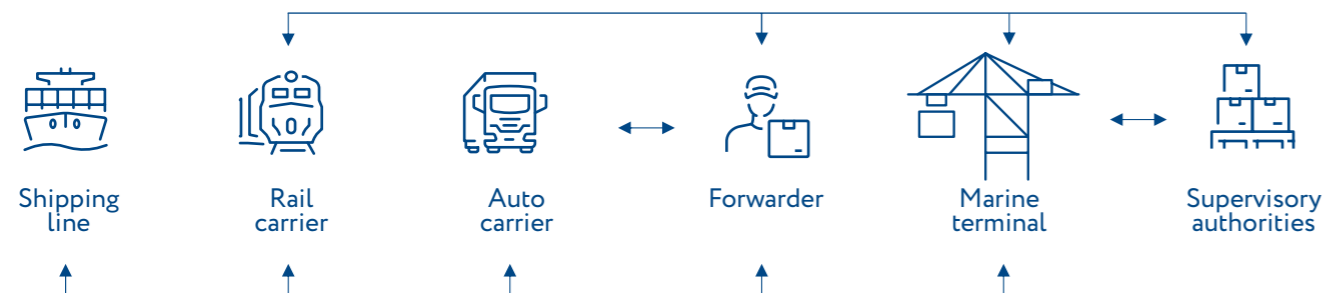 Shipping
line
Rail
carrier
Auto
carrier
Forwarder
Marine
terminal
Supervisory
authorities